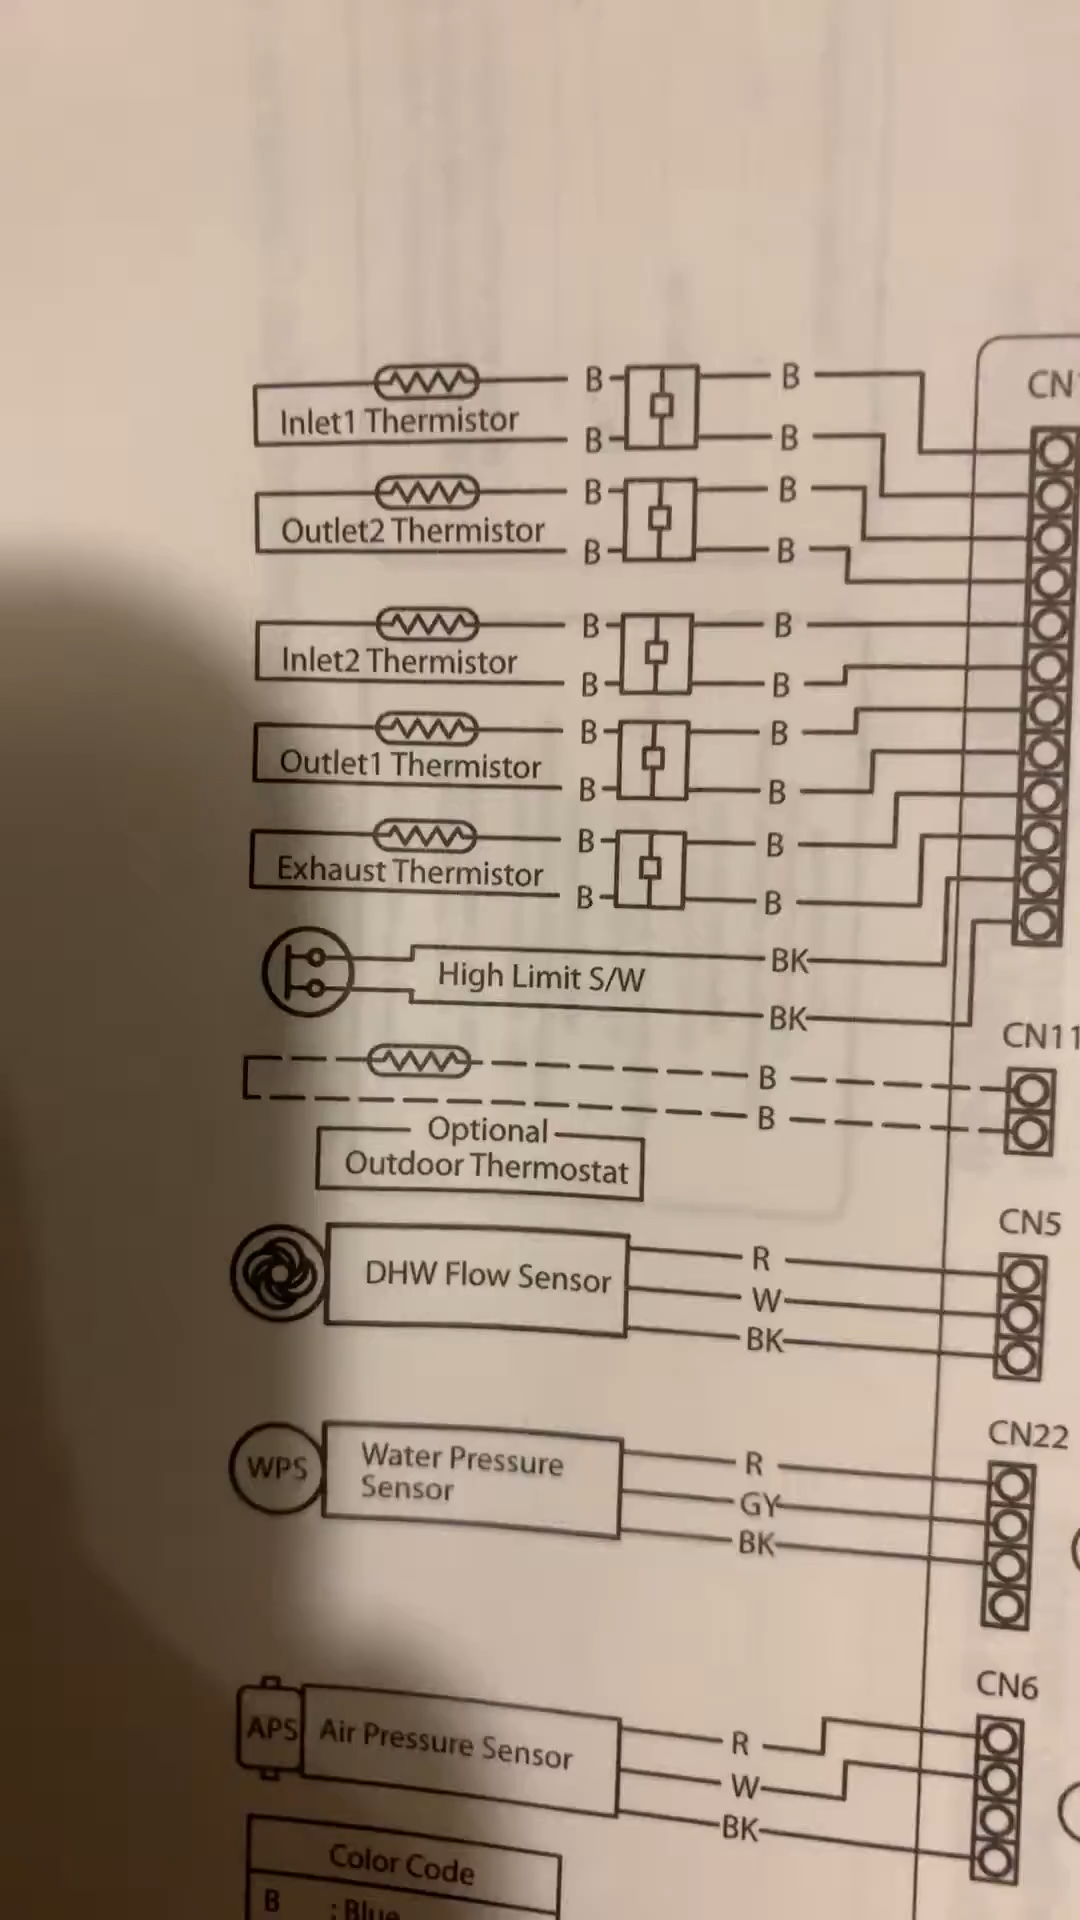 CN1
B B
Inlet1 Thermistor
B B
B B
Outlet2 Thermistor
B B
B B
Inlet2 Thermistor
B B
B B
Outlet1 Thermistor
B B
B B
Exhaust Thermistor
B B
BK
High Limit S/W
BK
CN11
B
B
Optional
Outdoor Thermostat
CN5
R
DHW Flow Sensor
W
BK
CN22
WPS Water Pressure
Sensor
R
GY
BK
CN6
APS Air Pressure Sensor
R
W
BK
Color Code
B : Blue